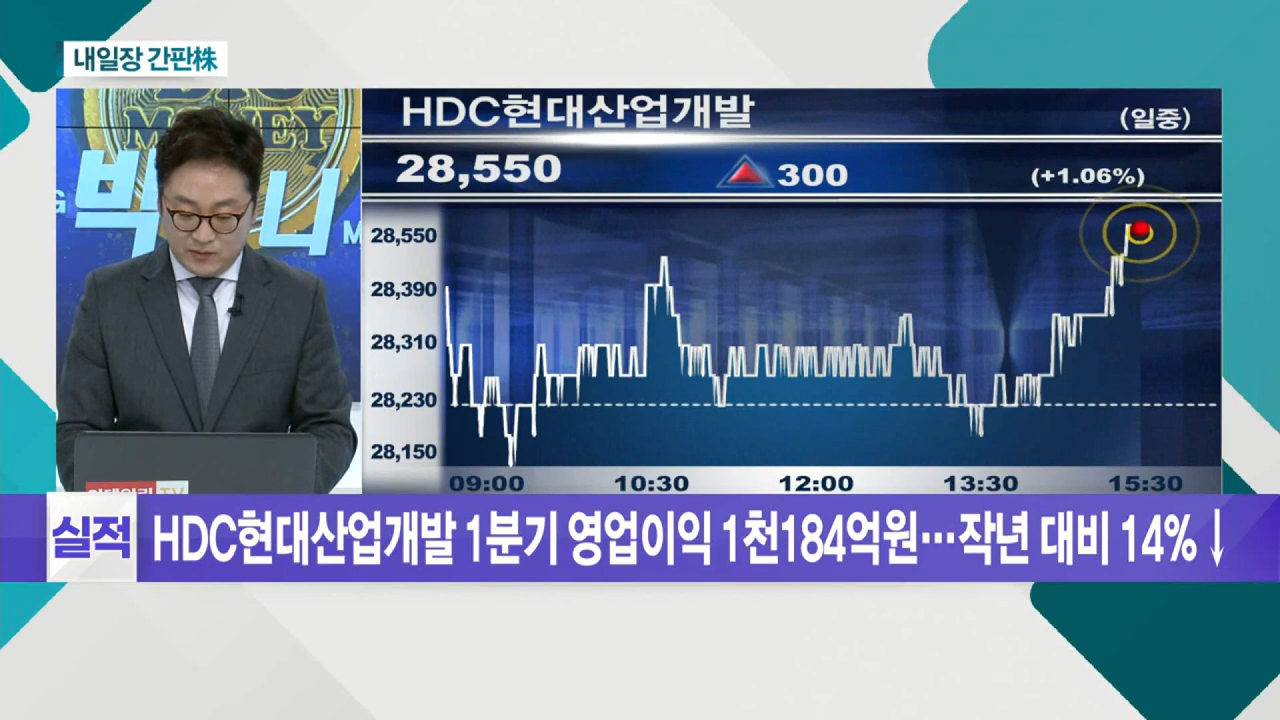 내일장 간판株
MONEY
HDC현대산업개발
(일중)
28,550
300
(+1.06%)
28,550
28,390
28,310
28,230
28,150
09:00
10:30
12:00
13:30
15:30
실적
HDC현대산업개발 1분기 영업이익 1천184억원…작년 대비 14%↓